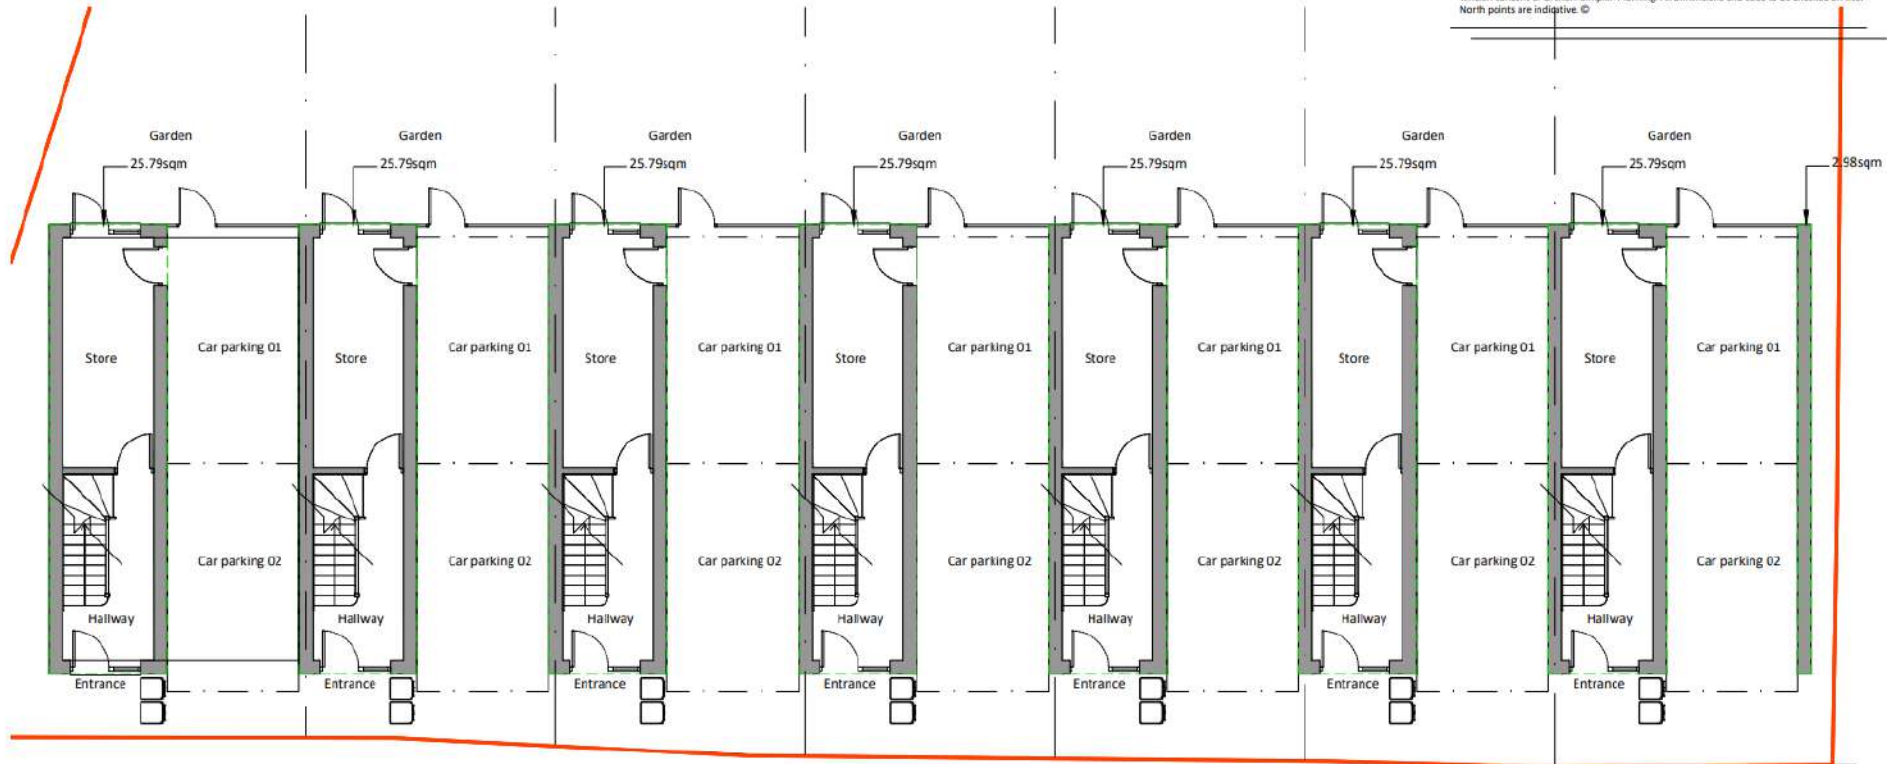 North points are indicative ©
Garden Garden Garden Garden Garden Garden Garden
25.79sqm 25.79sqm 25.79sqm 25.79sqm 25.79sqm 25.79sqm 25.79sqm 2.98sqm
Car parking 01 Car parking 01 Car parking 01 Car parking 01 Car parking 01 Car parking 01 Car parking 01
Store Store Store Store Store Store Store
Car parking 02 Car parking 02 Car parking 02 Car parking 02 Car parking 02 Car parking 02 Car parking 02
Hallway Hallway Hallway Hallway Hallway Hallway Hallway
Entrance Entrance Entrance Entrance Entrance Entrance Entrance